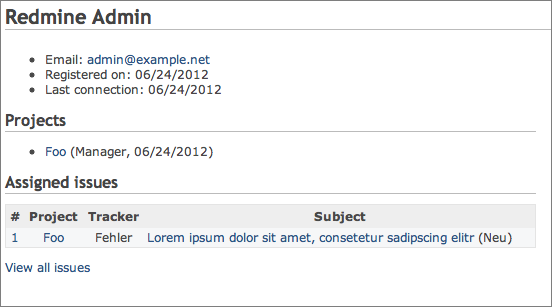 Redmine Admin
Email: admin@example.net
Registered on: 06/24/2012
Last connection: 06/24/2012
Projects
Foo (Manager, 06/24/2012)
Assigned issues
# Project Tracker Subject
1 Foo Fehler Lorem ipsum dolor sit amet, consetetur sadipscing elitr (Neu)
View all issues